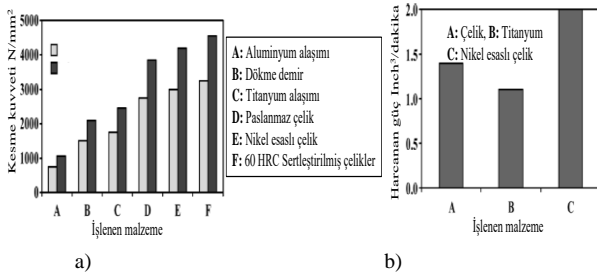 Kesme kuvveti N/mm²
5000
4000
3000
2000
1000
0
A B C D E F
İşlenen malzeme
a)
A: Aluminyum alaşımı
B: Dökme demir
C: Titanyum alaşımı
D: Paslanmaz çelik
E: Nikel esaslı çelik
F: 60 HRC Sertleştirilmiş çelikler
Harcanan güç Inch³/dakika
2.0
1.5
1.0
0.5
0.0
A: Çelik, B: Titanyum
C: Nikel esaslı çelik
A B C
İşlenen malzeme
b)